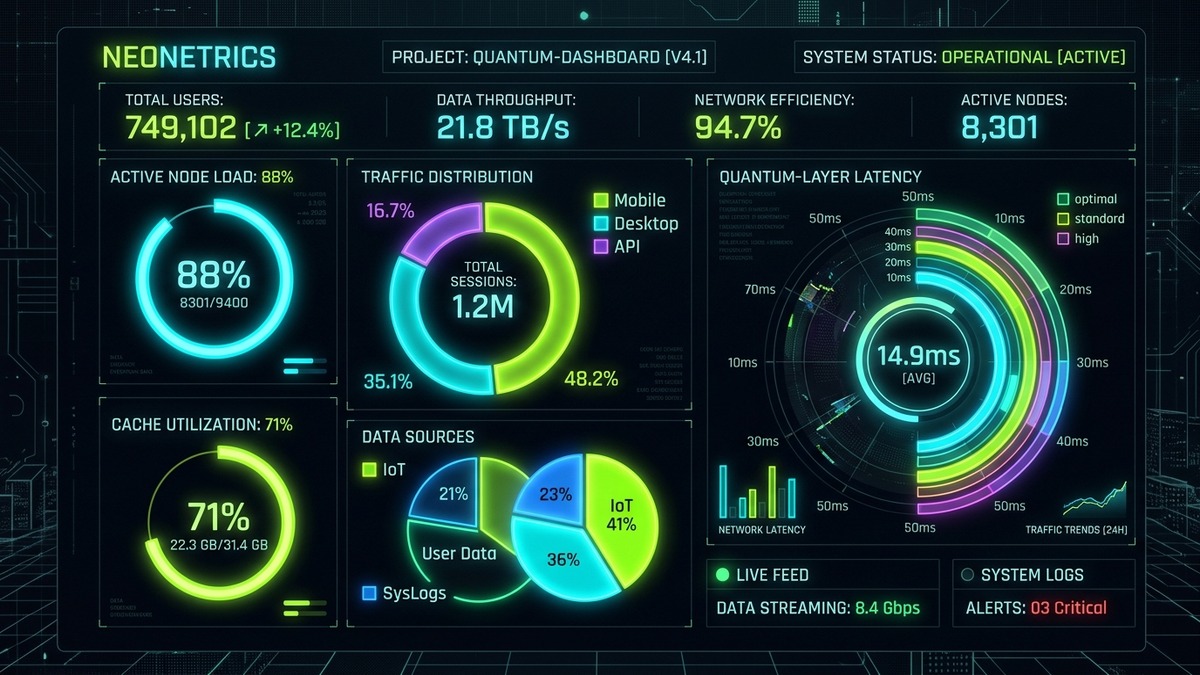 NEONETRICS
PROJECT: QUANTUM-DASHBOARD [V4.1]
SYSTEM STATUS: OPERATIONAL [ACTIVE]
TOTAL USERS:
749,102 [↗+12.4%]
DATA THROUGHPUT:
21.8 TB/s
NETWORK EFFICIENCY:
94.7%
ACTIVE NODES:
8,301
ACTIVE NODE LOAD: 88%
88%
8301/9400
CACHE UTILIZATION: 71%
71%
22.3 GB/31.4 GB
TRAFFIC DISTRIBUTION
16.7%
Mobile
Desktop
API
TOTAL
SESSIONS:
1.2M
35.1%
48.2%
DATA SOURCES
IoT
21%
User Data
SysLogs
23%
IoT
41%
36%
QUANTUM-LAYER LATENCY
optimal
standard
high
50ms
50ms
10ms
40ms
30ms
20ms
10ms
70ms
20ms
10ms
30ms
14.9ms
[AVG]
30ms
40ms
50ms
50ms
50ms
NETWORK LATENCY
TRAFFIC TRENDS [24H]
LIVE FEED
DATA STREAMING: 8.4 Gbps
SYSTEM LOGS
ALERTS: 03 Critical